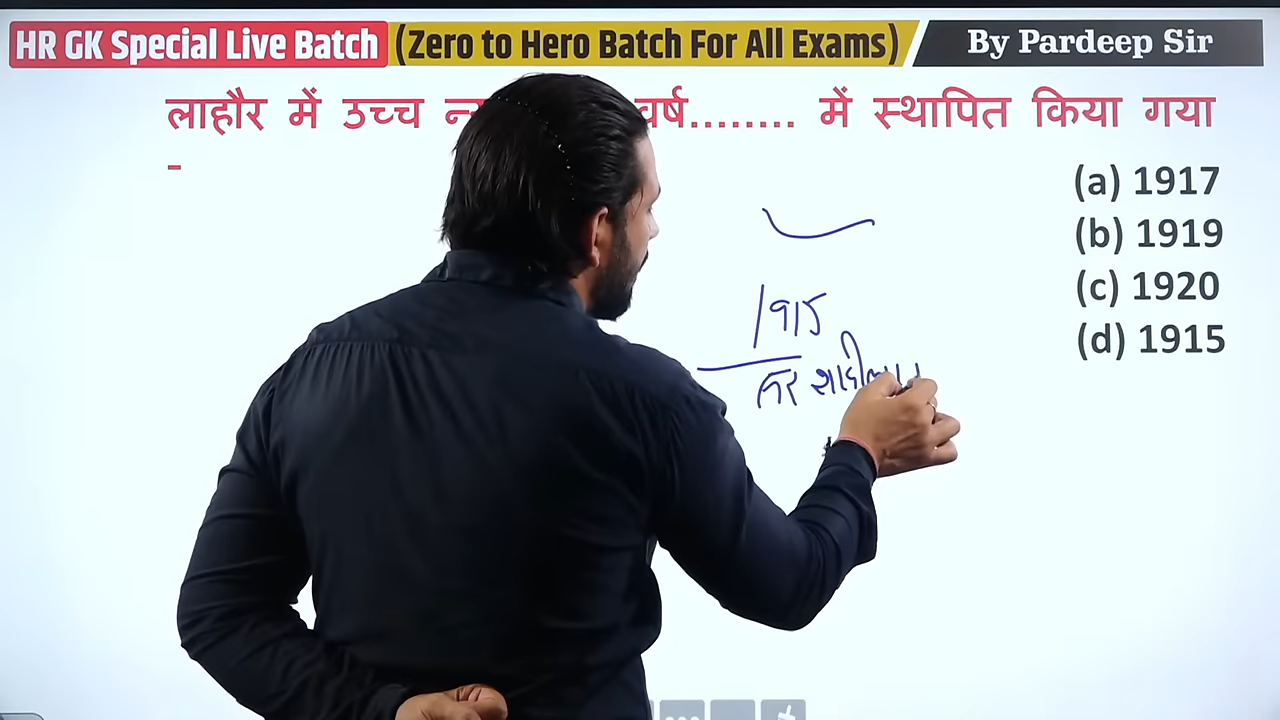 HR GK Special Live Batch (Zero to Hero Batch For All Exams) By Pardeep Sir
लाहौर में उच्च वर्ष........ में स्थापित किया गया
-
(a) 1917
(b) 1919
(c) 1920
(d) 1915
1915
सर